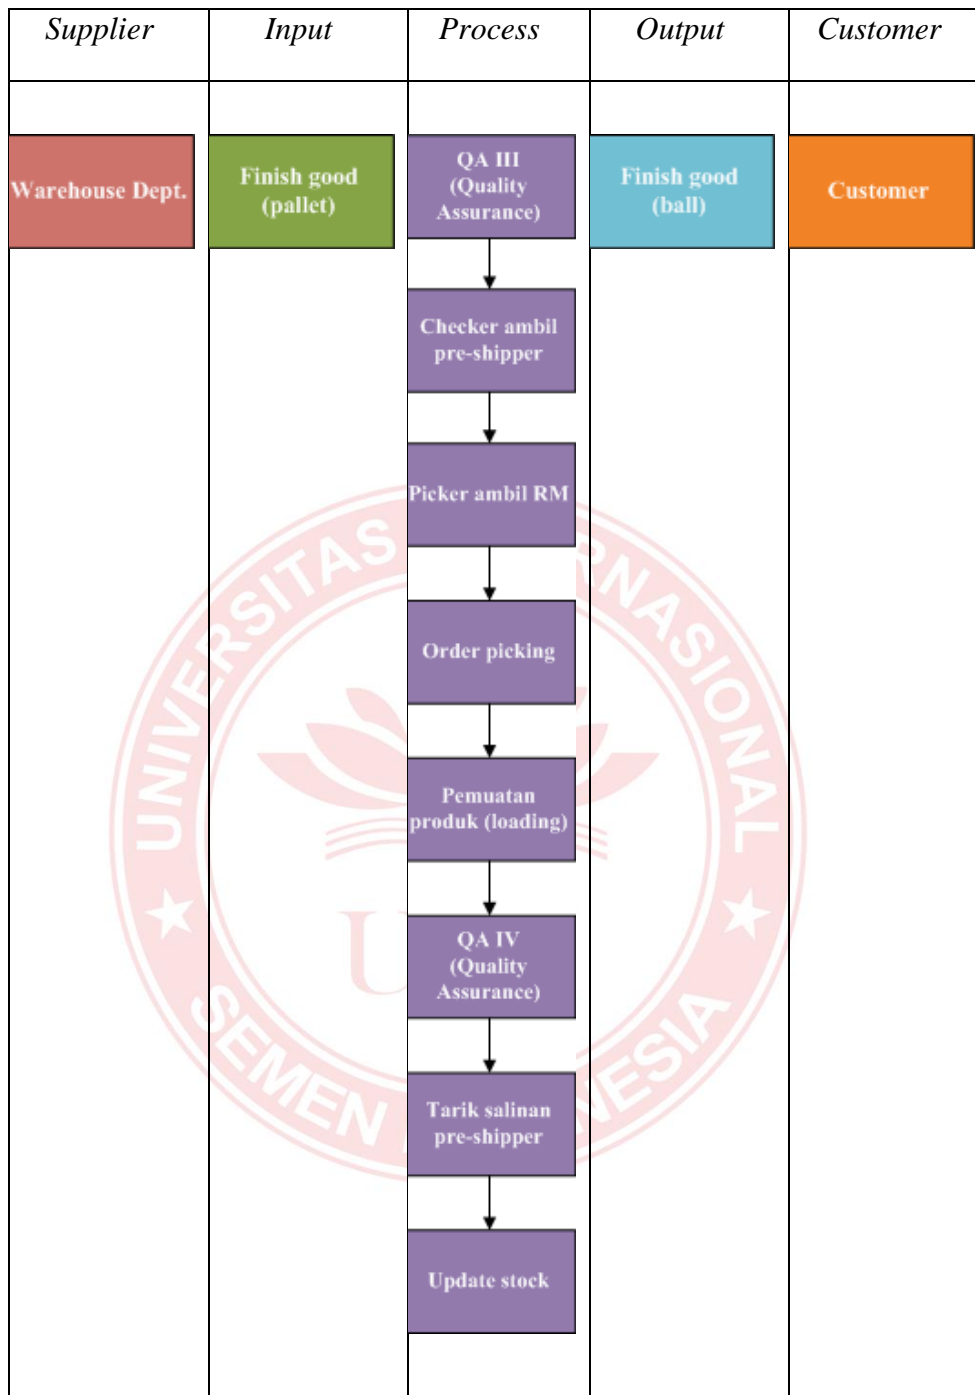 Supplier
Input
Process
Output
Customer
Warehouse Dept.
Finish good
(pallet)
QA III
(Quality
Assurance)
Finish good
(ball)
Customer
Checker ambil
pre-shipper
Picker ambil RM
Order picking
Pemuatan
produk (loading)
QA IV
(Quality
Assurance)
Tarik salinan
pre-shipper
Update stock
UNIVERSITAS
SEMEN